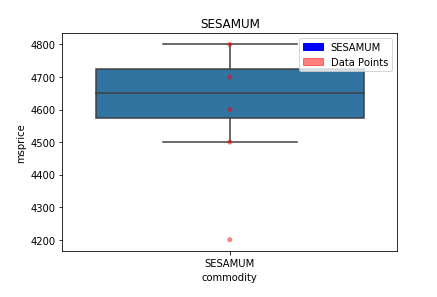 SESAMUM
SESAMUM
Data Points
4800
4700
4600
4500
4400
4300
4200
msprice
SESAMUM
commodity